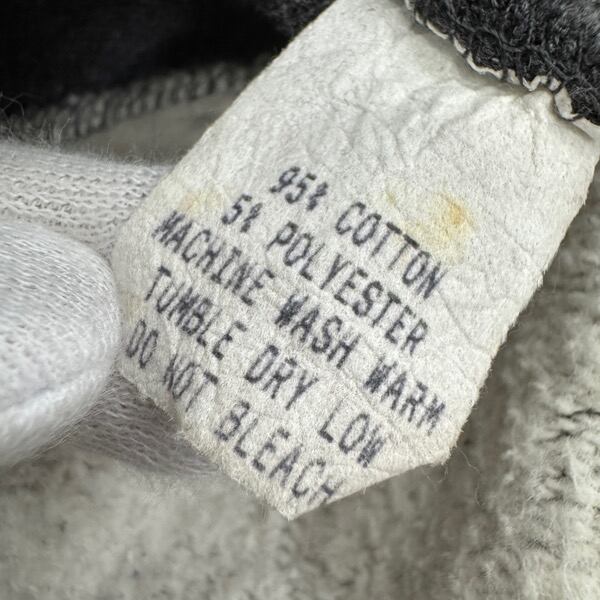 95% COTTON
5% POLYESTER
MACHINE WASH WARM
TUMBLE DRY LOW
DO NOT BLEACH